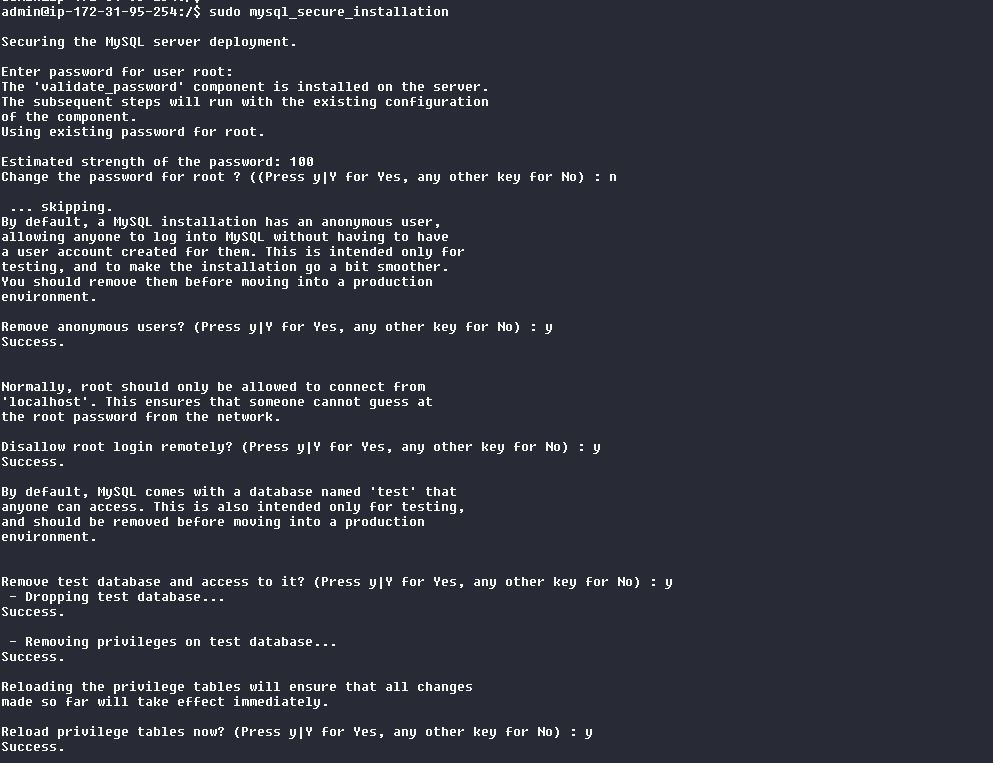 admin@ip-172-31-95-254:/$ sudo mysql_secure_installation
Securing the MySQL server deployment.
Enter password for user root:
The 'validate_password' component is installed on the server.
The subsequent steps will run with the existing configuration
of the component.
Using existing password for root.
Estimated strength of the password: 100
Change the password for root ? ((Press y|Y for Yes, any other key for No) : n
... skipping.
By default, a MySQL installation has an anonymous user,
allowing anyone to log into MySQL without having to have
a user account created for them. This is intended only for
testing, and to make the installation go a bit smoother.
You should remove them before moving into a production
environment.
Remove anonymous users? (Press y|Y for Yes, any other key for No) : y
Success.
Normally, root should only be allowed to connect from
'localhost'. This ensures that someone cannot guess at
the root password from the network.
Disallow root login remotely? (Press y|Y for Yes, any other key for No) : y
Success.
By default, MySQL comes with a database named 'test' that
anyone can access. This is also intended only for testing,
and should be removed before moving into a production
environment.
Remove test database and access to it? (Press y|Y for Yes, any other key for No) : y
- Dropping test database...
Success.
- Removing privileges on test database...
Success.
Reloading the privilege tables will ensure that all changes
made so far will take effect immediately.
Reload privilege tables now? (Press y|Y for Yes, any other key for No) : y
Success.